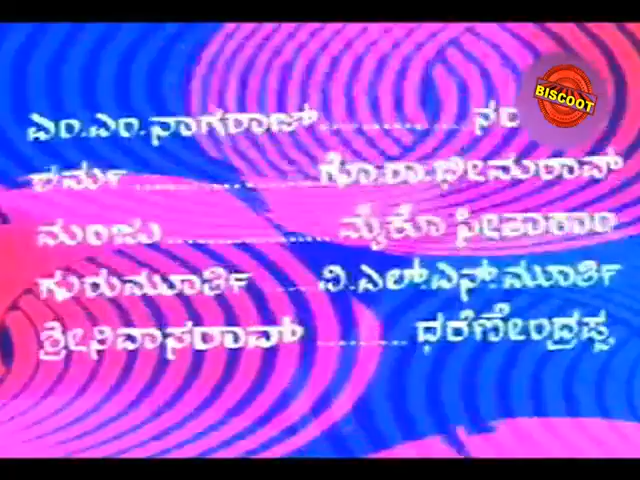 ಎಂ.ಎಂ.ನಾಗರಾಜ್..................
BISCOOT
ಶರ್ಮ......................ಗೋ.ರಾ.ಭೀಮರಾವ್
ಮಂಜು....................ಮೈಕೋ ಸೀತಾರಾಂ
ಗುರುಮೂರ್ತಿ ......ವಿ.ಎಲ್.ಎನ್.ಮೂರ್ತಿ
ಶ್ರೀನಿವಾಸರಾವ್ ..........ಧರಣೇಂದ್ರಪ್ಪ